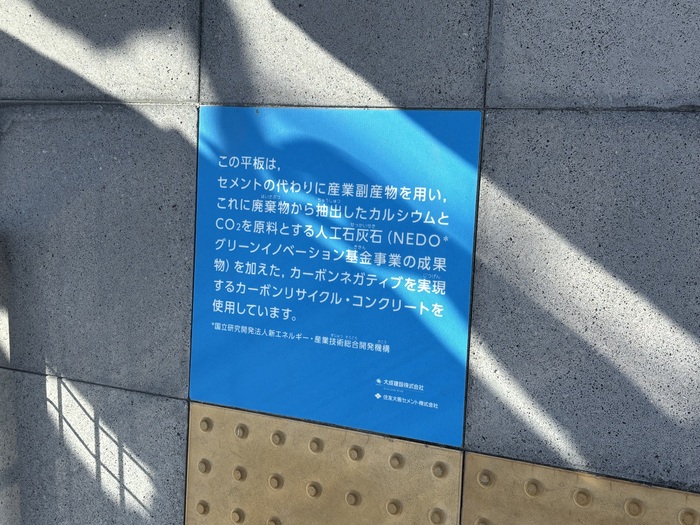 この平板は，
セメントの代わりに産業副産物を用い，
これに廃棄物から抽出したカルシウムと
CO₂を原料とする人工石灰石（NEDO*
グリーンイノベーション基金事業の成果
物）を加えた，カーボンネガティブを実現
するカーボンリサイクル・コンクリートを
使用しています。
*国立研究開発法人新エネルギー・産業技術総合開発機構
大成建設株式会社
住友大阪セメント株式会社